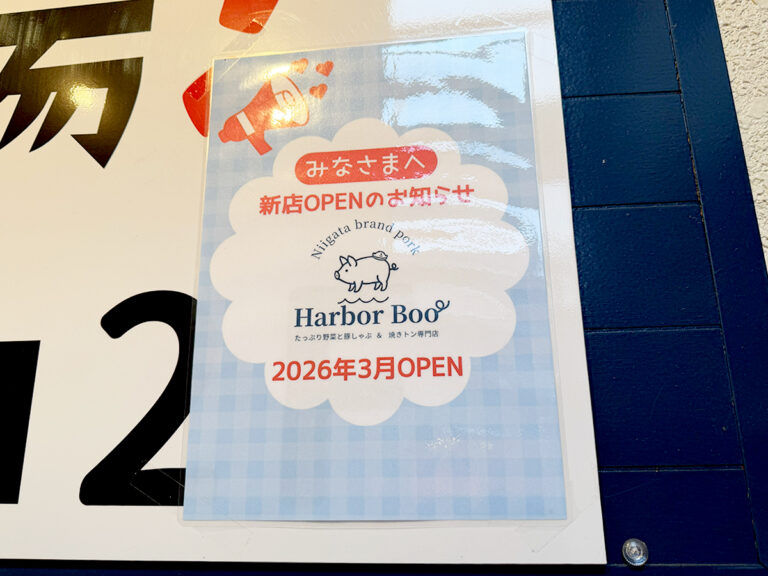 みなさまへ
新店OPENのお知らせ
Niigata brand pork
Harbor Boo
たっぷり野菜と豚しゃぶ & 焼きトン専門店
2026年3月OPEN
2